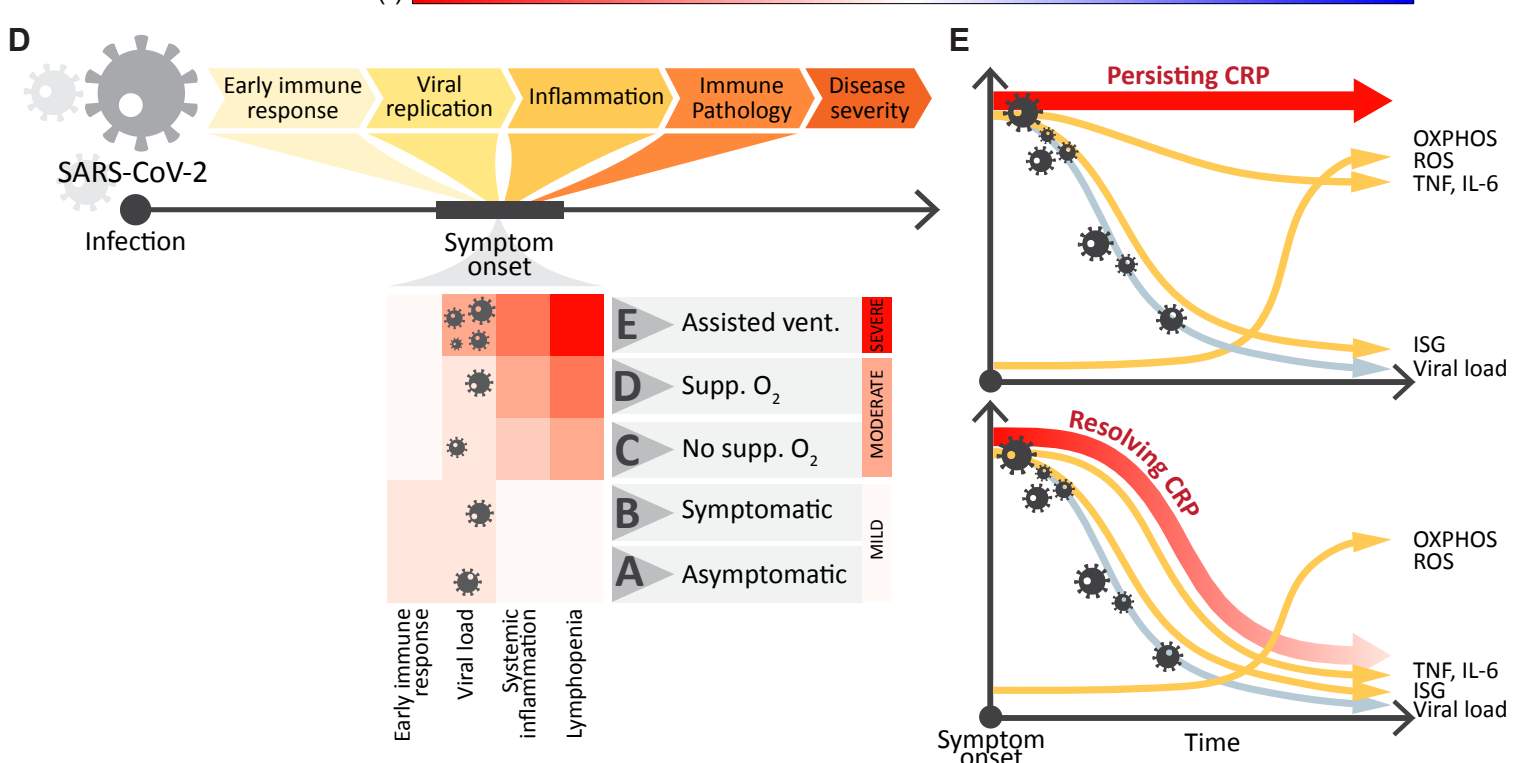 (-)
D
Early immune
response
Viral
replication
Inflammation
Immune
Pathology
Disease
severity
SARS-CoV-2
Infection
Symptom
onset
E
Assisted vent.
SEVERE
D
Supp. O2
C
No supp. O2
MODERATE
B
Symptomatic
A
Asymptomatic
MILD
Early immune
response
Viral load
Systemic
inflammation
Lymphopenia
E
Persisting CRP
OXPHOS
ROS
TNF, IL-6
ISG
Viral load
Resolving CRP
OXPHOS
ROS
TNF, IL-6
ISG
Viral load
Symptom
onset
Time